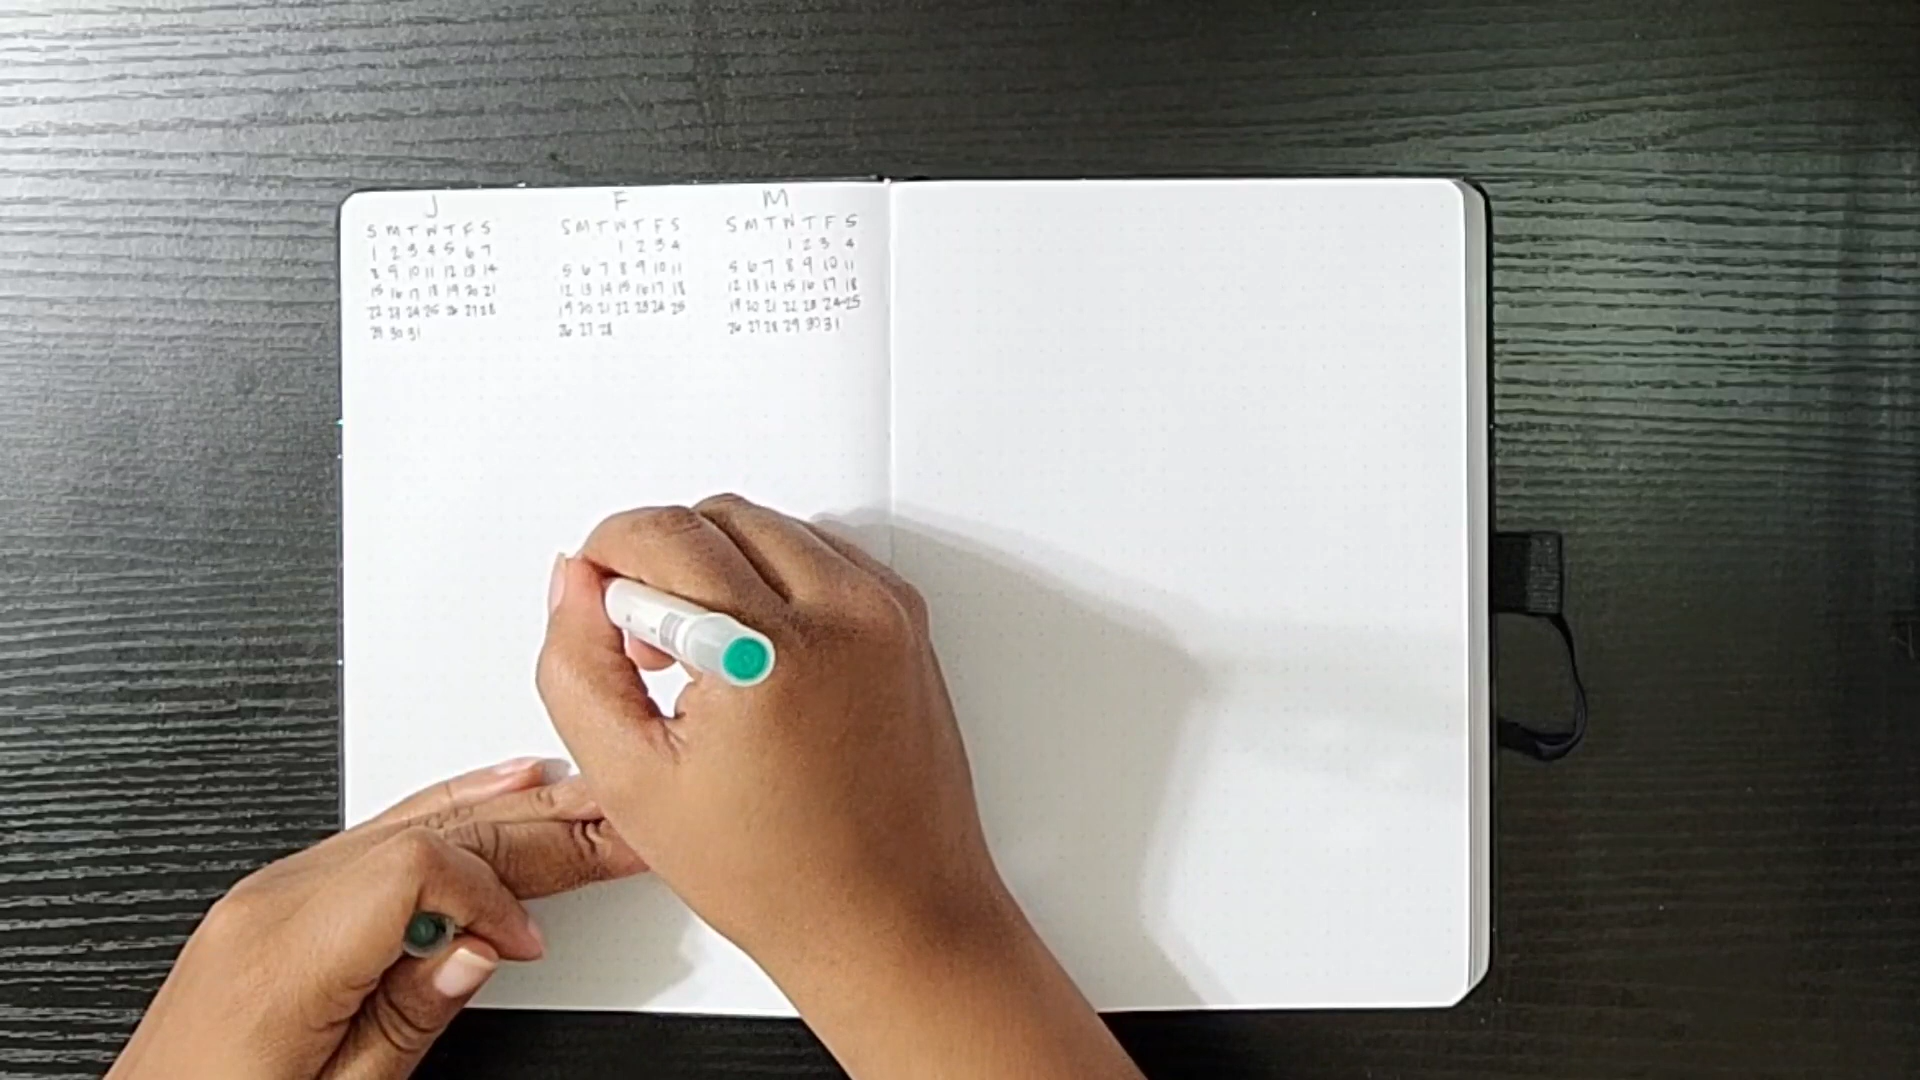 J
S M T W T F S
1 2 3 4 5 6 7
8 9 10 11 12 13 14
15 16 17 18 19 20 21
22 23 24 25 26 27 28
29 30 31
F
S M T W T F S
1 2 3 4
5 6 7 8 9 10 11
12 13 14 15 16 17 18
19 20 21 22 23 24 25
26 27 28
M
S M T W T F S
1 2 3 4
5 6 7 8 9 10 11
12 13 14 15 16 17 18
19 20 21 22 23 24 25
26 27 28 29 30 31